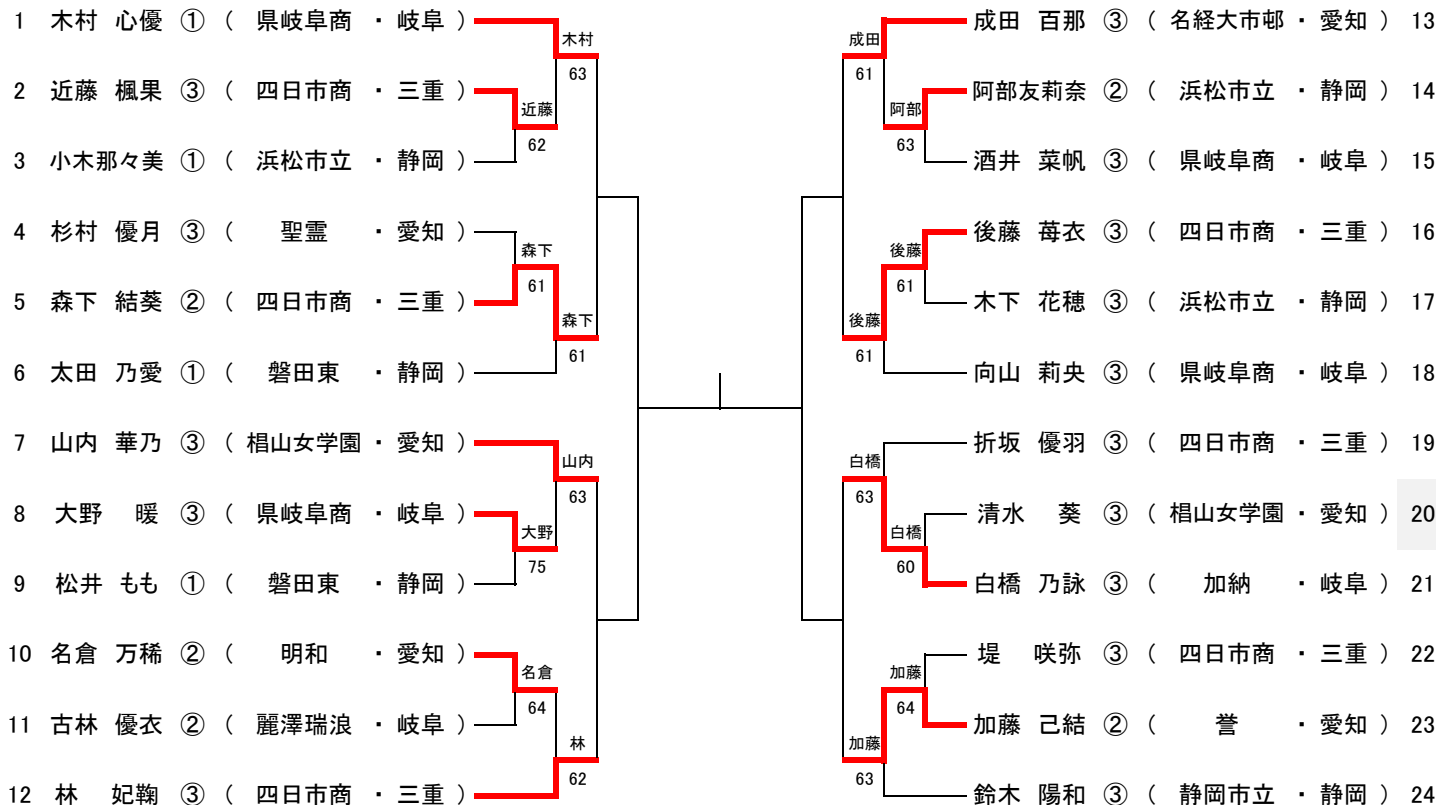 1 木村 心優 ① ( 県岐阜商 ・ 岐阜 )
木村
63
2 近藤 楓果 ③ ( 四日市商 ・ 三重 )
近藤
62
3 小木那々美 ① ( 浜松市立 ・ 静岡 )
4 杉村 優月 ③ ( 聖霊 ・ 愛知 )
森下
61
5 森下 結葵 ② ( 四日市商 ・ 三重 )
森下
61
6 太田 乃愛 ① ( 磐田東 ・ 静岡 )
7 山内 華乃 ③ ( 椙山女学園 ・ 愛知 )
山内
63
8 大野 暖 ③ ( 県岐阜商 ・ 岐阜 )
大野
75
9 松井 もも ① ( 磐田東 ・ 静岡 )
10 名倉 万稀 ② ( 明和 ・ 愛知 )
名倉
64
11 古林 優衣 ② ( 麗澤瑞浪 ・ 岐阜 )
林
62
12 林 妃鞠 ③ ( 四日市商 ・ 三重 )
成田 百那 ③ ( 名経大市邨 ・ 愛知 ) 13
成田
61
阿部友莉奈 ② ( 浜松市立 ・ 静岡 ) 14
阿部
63
酒井 菜帆 ③ ( 県岐阜商 ・ 岐阜 ) 15
後藤 苺衣 ③ ( 四日市商 ・ 三重 ) 16
後藤
61
木下 花穂 ③ ( 浜松市立 ・ 静岡 ) 17
後藤
61
向山 莉央 ③ ( 県岐阜商 ・ 岐阜 ) 18
折坂 優羽 ③ ( 四日市商 ・ 三重 ) 19
白橋
63
清水 葵 ③ ( 椙山女学園 ・ 愛知 ) 20
白橋
60
白橋 乃詠 ③ ( 加納 ・ 岐阜 ) 21
堤 咲弥 ③ ( 四日市商 ・ 三重 ) 22
加藤
64
加藤 己結 ② ( 誉 ・ 愛知 ) 23
加藤
63
鈴木 陽和 ③ ( 静岡市立 ・ 静岡 ) 24